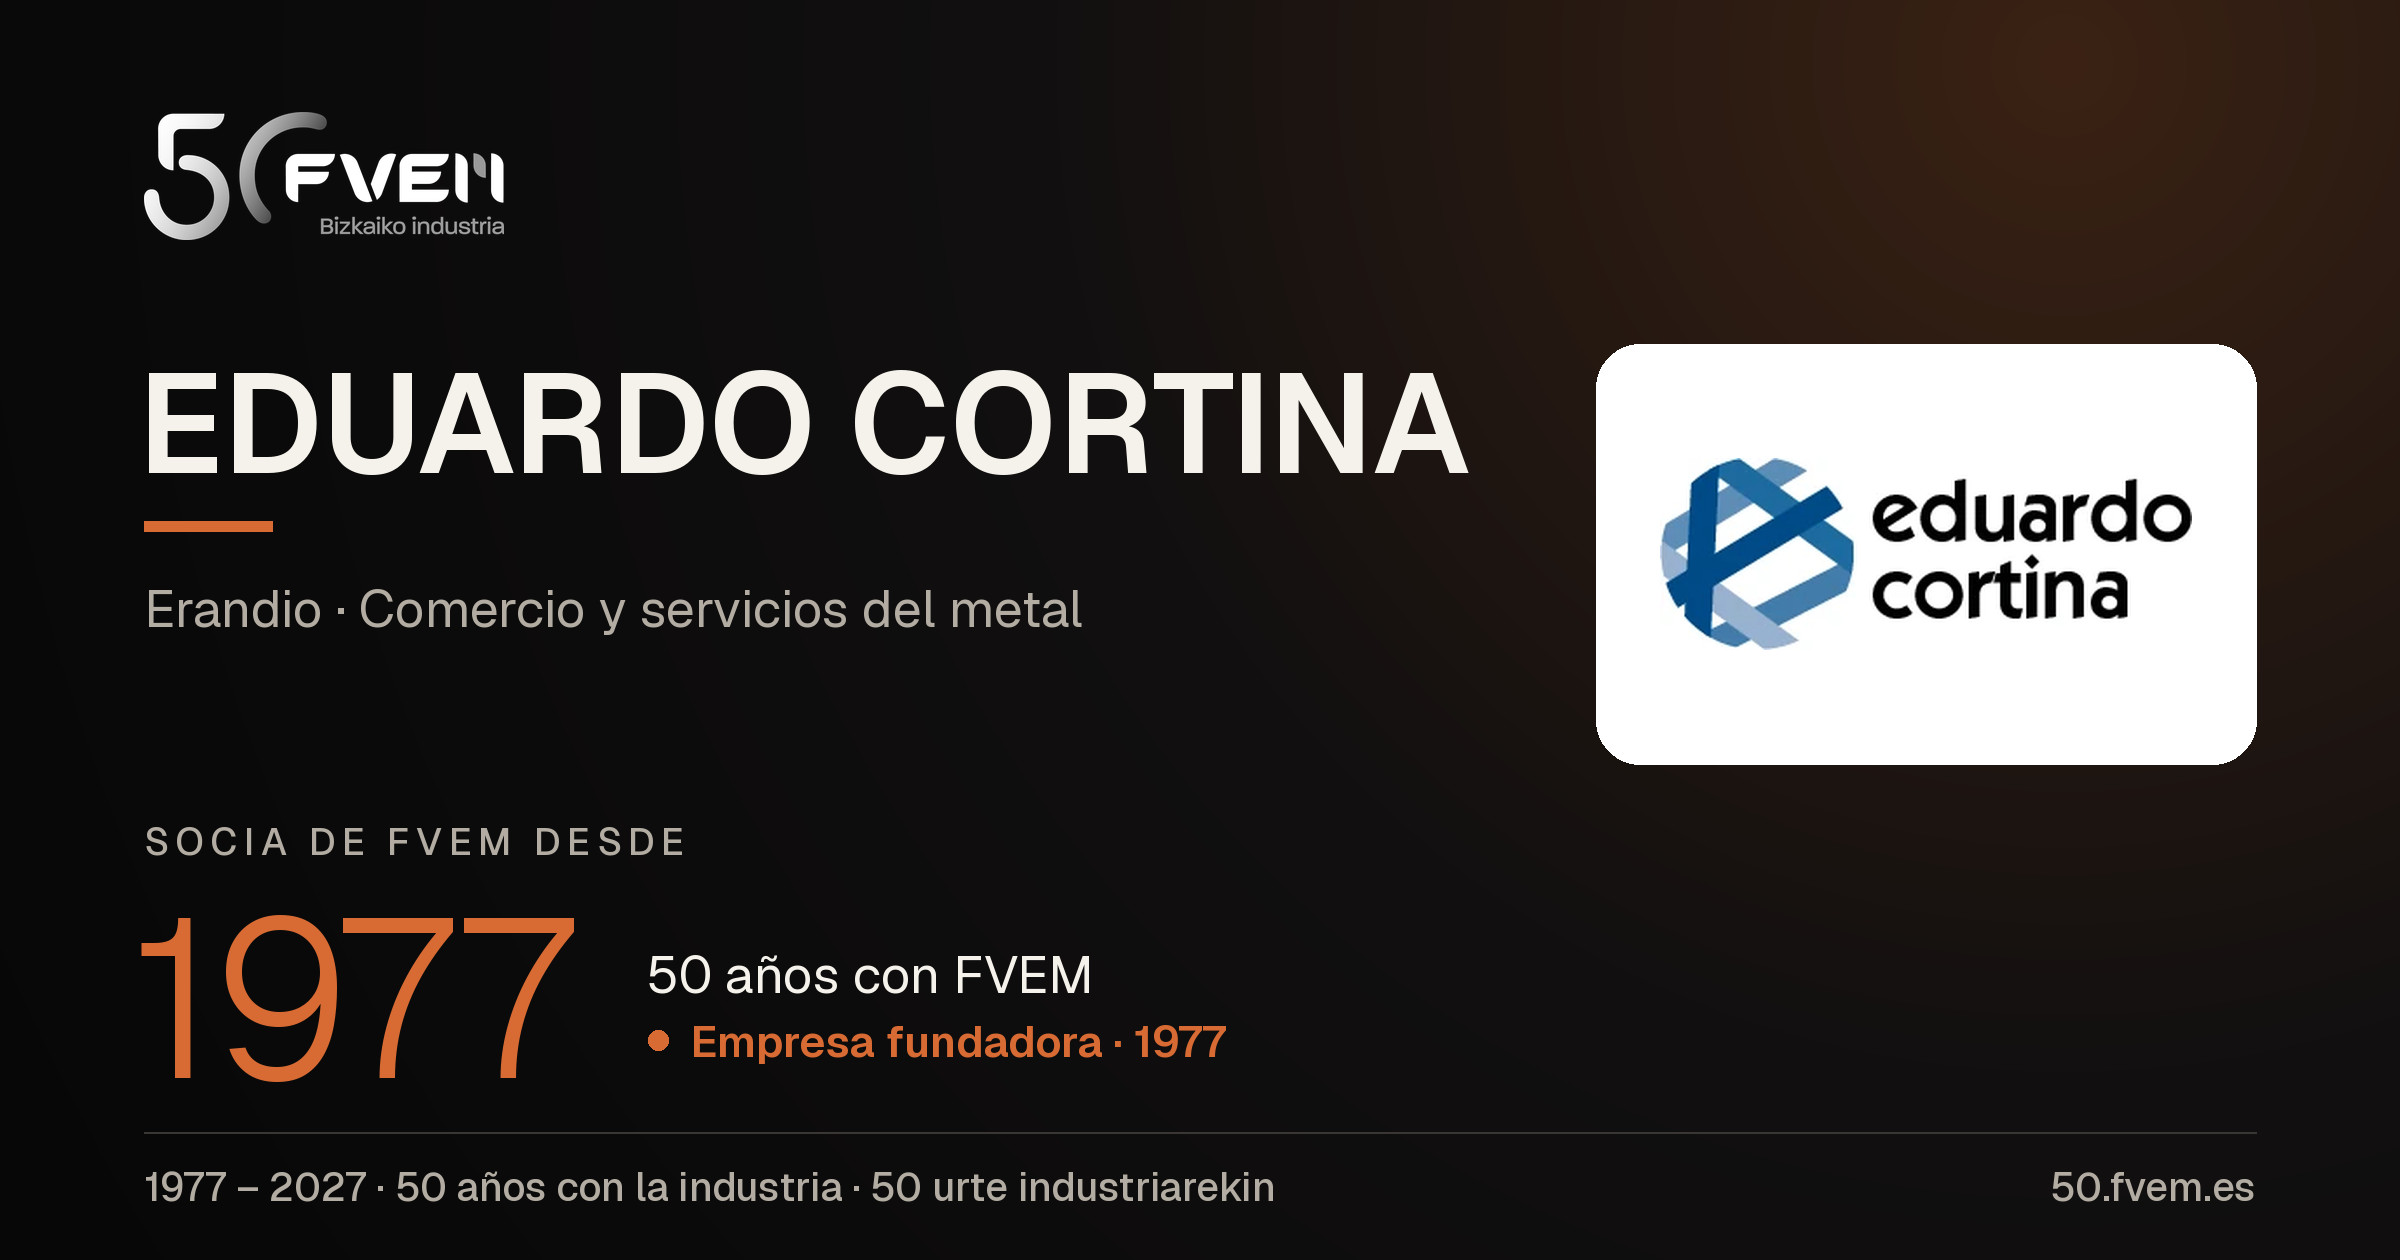 50 FVEM
Bizkaiko industria
EDUARDO CORTINA
Erandio · Comercio y servicios del metal
eduardo
cortina
SOCIA DE FVEM DESDE
1977
50 años con FVEM
Empresa fundadora · 1977
1977 – 2027 · 50 años con la industria · 50 urte industriarekin
50.fvem.es